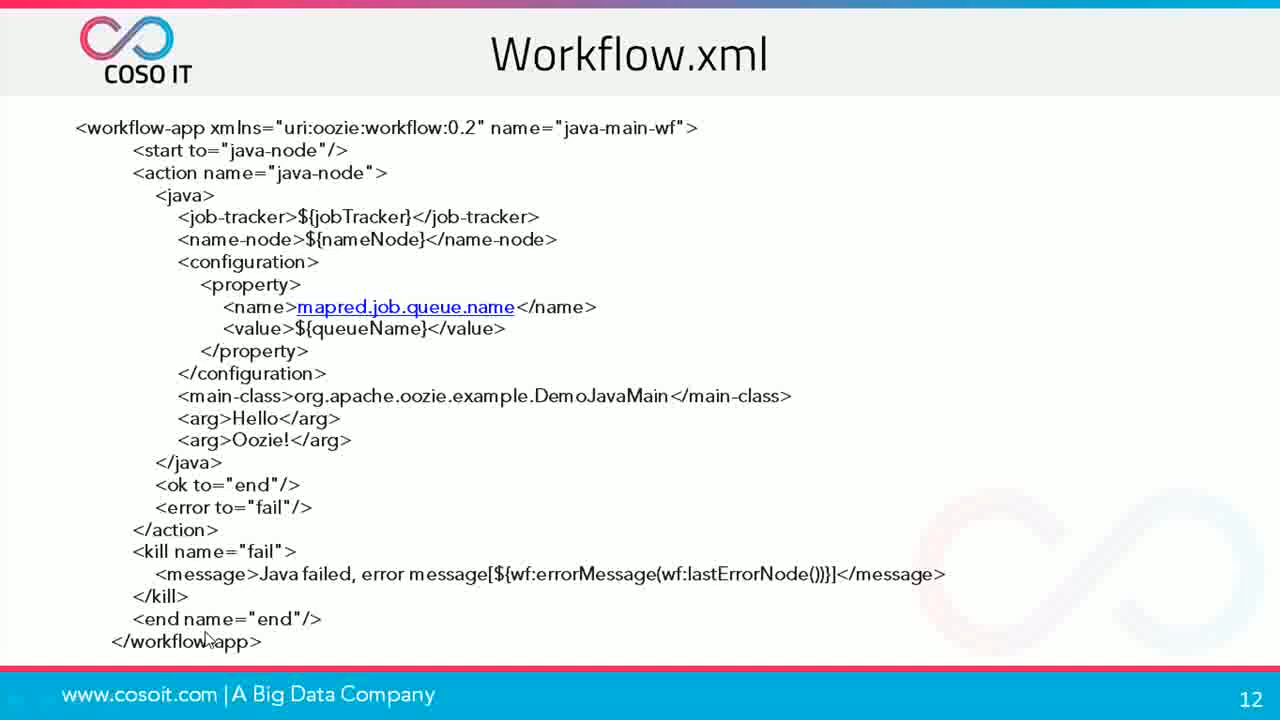 COSO IT
Workflow.xml
<workflow-app xmlns="uri:oozie:workflow:0.2" name="java-main-wf">
<start to="java-node"/>
<action name="java-node">
<java>
<job-tracker>${jobTracker}</job-tracker>
<name-node>${nameNode}</name-node>
<configuration>
<property>
<name>mapred.job.queue.name</name>
<value>${queueName}</value>
</property>
</configuration>
<main-class>org.apache.oozie.example.DemoJavaMain</main-class>
<arg>Hello</arg>
<arg>Oozie!</arg>
</java>
<ok to="end"/>
<error to="fail"/>
</action>
<kill name="fail">
<message>Java failed, error message[${wf:errorMessage(wf:lastErrorNode())}]</message>
</kill>
<end name="end"/>
</workflow-app>
www.cosoit.com | A Big Data Company
12